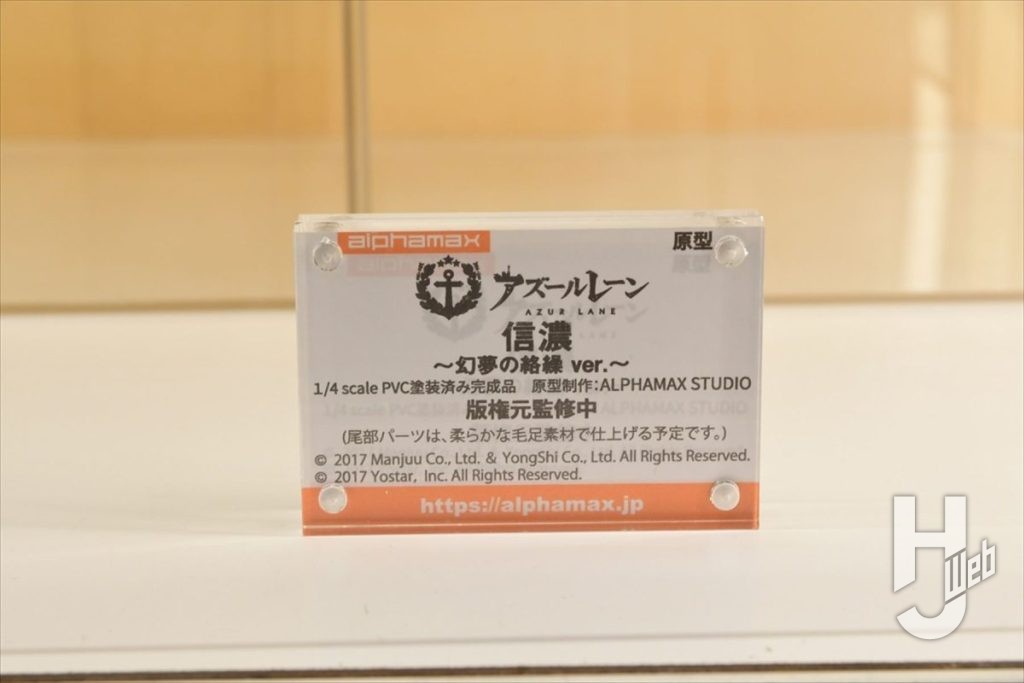 alphamax
原型
アズールレーン
AZUR LANE
信濃
～幻夢の絡繰 ver.～
1/4 scale PVC塗装済み完成品　原型制作：ALPHAMAX STUDIO
版権元監修中
(尾部パーツは、柔らかな毛足素材で仕上げる予定です。)
© 2017 Manjuu Co., Ltd. & YongShi Co., Ltd. All Rights Reserved.
© 2017 Yostar, Inc. All Rights Reserved.
https://alphamax.jp
HJ Web